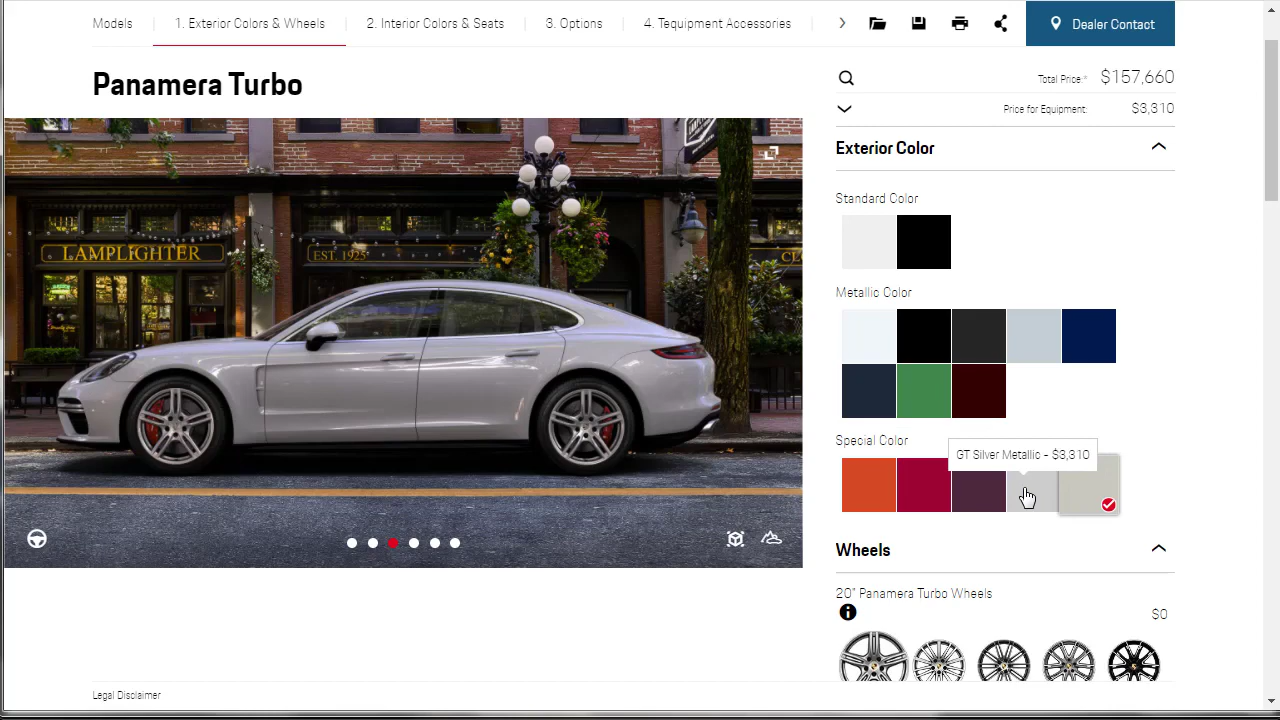 Models
1. Exterior Colors & Wheels
2. Interior Colors & Seats
3. Options
4. Tequipment Accessories
Dealer Contact
Panamera Turbo
Total Price:*
$157,660
Price for Equipment:
$3,310
Exterior Color
Standard Color
LAMPLIGHTER
EST. 1925
CL
Metallic Color
Special Color
GT Silver Metallic - $3,310
Wheels
20" Panamera Turbo Wheels
$0
Legal Disclaimer